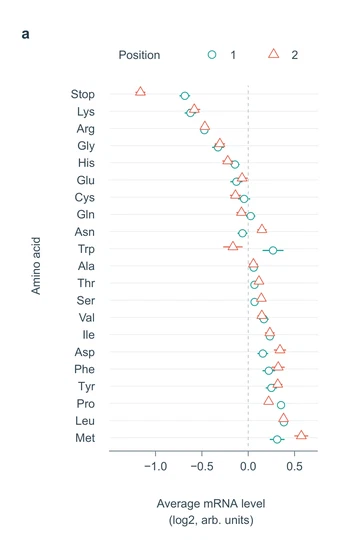 a
Position 1 2
Stop
Lys
Arg
Gly
His
Glu
Cys
Gln
Asn
Trp
Ala
Thr
Ser
Val
Ile
Asp
Phe
Tyr
Pro
Leu
Met
Amino acid
−1.0 −0.5 0.0 0.5
Average mRNA level
(log2, arb. units)